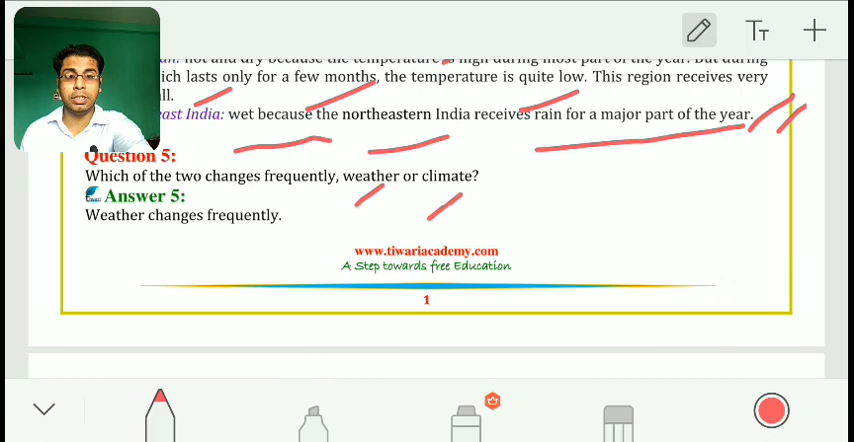 not and dry because the temperature is high during most part of the year. But during
ich lasts only for a few months, the temperature is quite low. This region receives very
ll.
east India: wet because the northeastern India receives rain for a major part of the year.
Question 5:
Which of the two changes frequently, weather or climate?
Answer 5:
Weather changes frequently.
www.tiwariacademy.com
A Step towards free Education
1